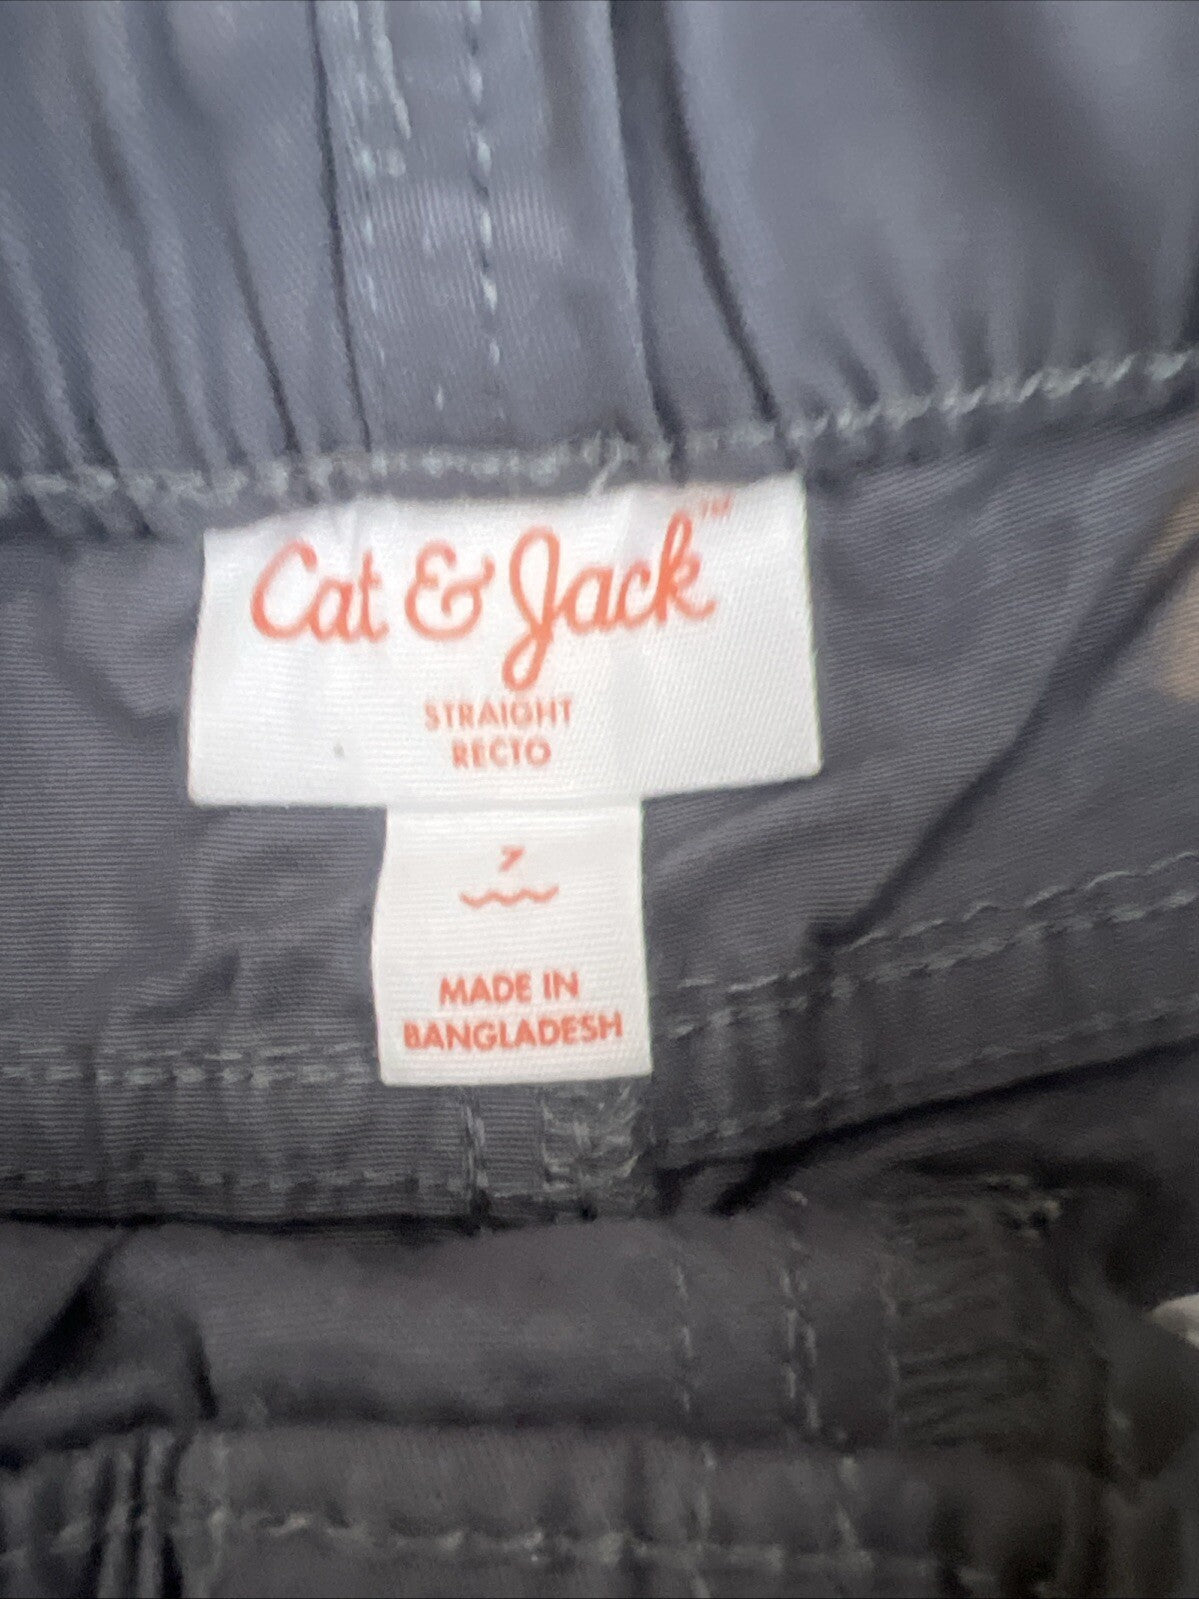 Cat & Jack™
STRAIGHT
RECTO
7
MADE IN
BANGLADESH